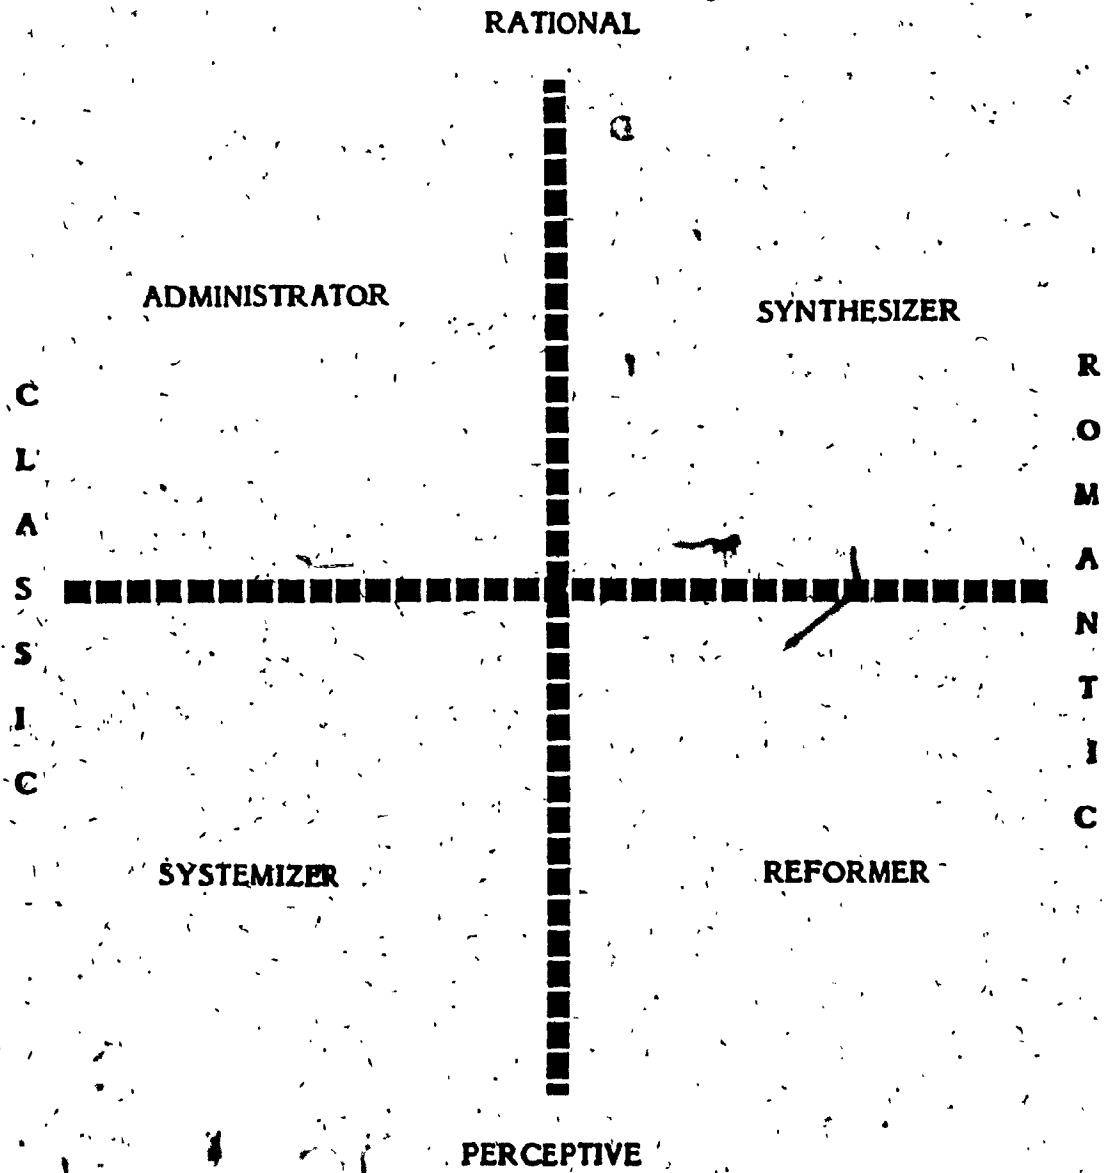 RATIONAL
ADMINISTRATOR
SYNTHESIZER
CLASSIC
ROMANTIC
SYSTEMIZER
REFORMER
PERCEPTIVE